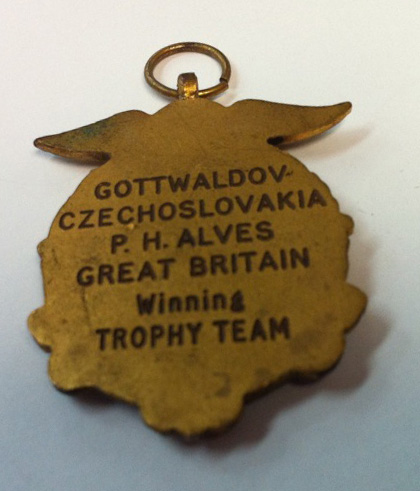 GOTTWALDOV-
CZECHOSLOVAKIA
P. H. ALVES
GREAT BRITAIN
Winning
TROPHY TEAM